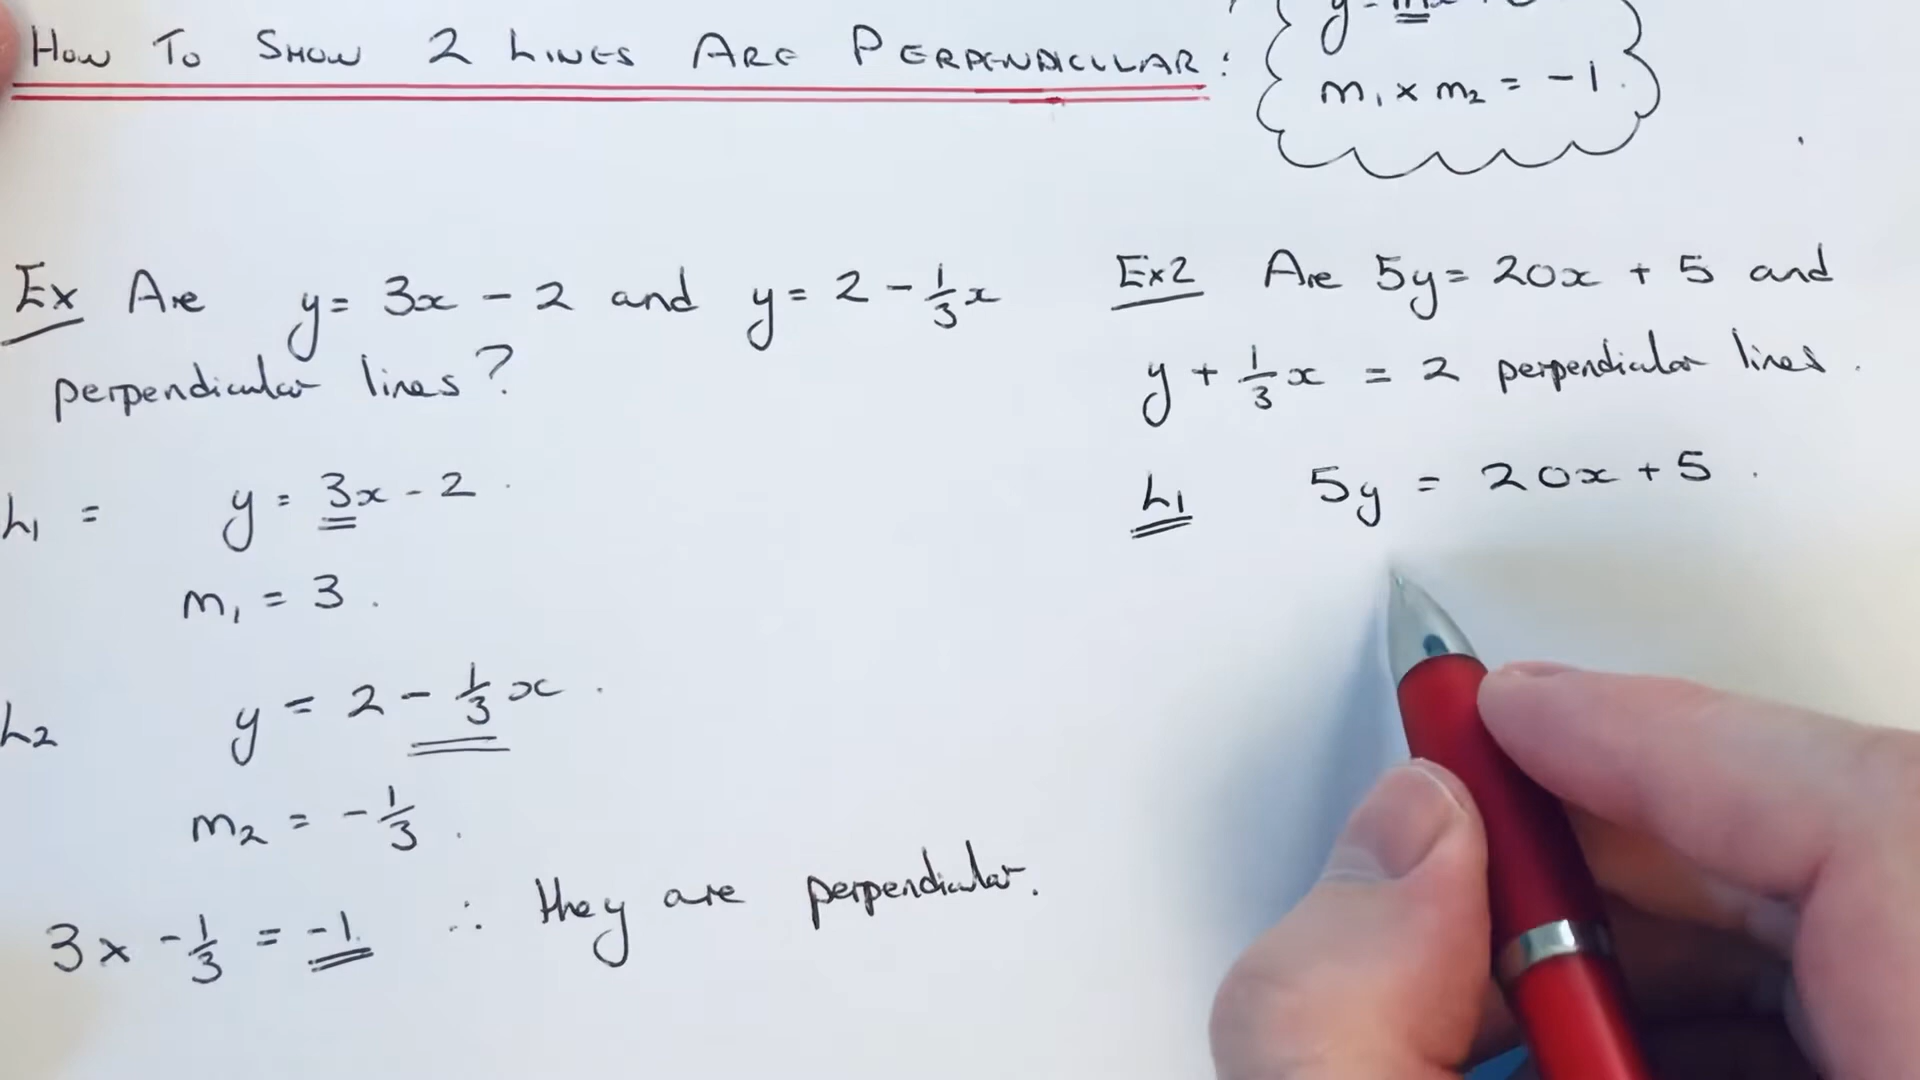 How To Show 2 Lines Are Perpendicular:
m₁ x m₂ = -1.
Ex Are y = 3x - 2 and y = 2 - 1/3x
perpendicular lines?
L₁ = y = 3x - 2.
m₁ = 3.
L₂ y = 2 - 1/3x.
m₂ = -1/3.
3 x -1/3 = -1. ∴ they are perpendicular.
Ex2 Are 5y = 20x + 5 and
y + 1/3x = 2 perpendicular lines.
L₁ 5y = 20x + 5.